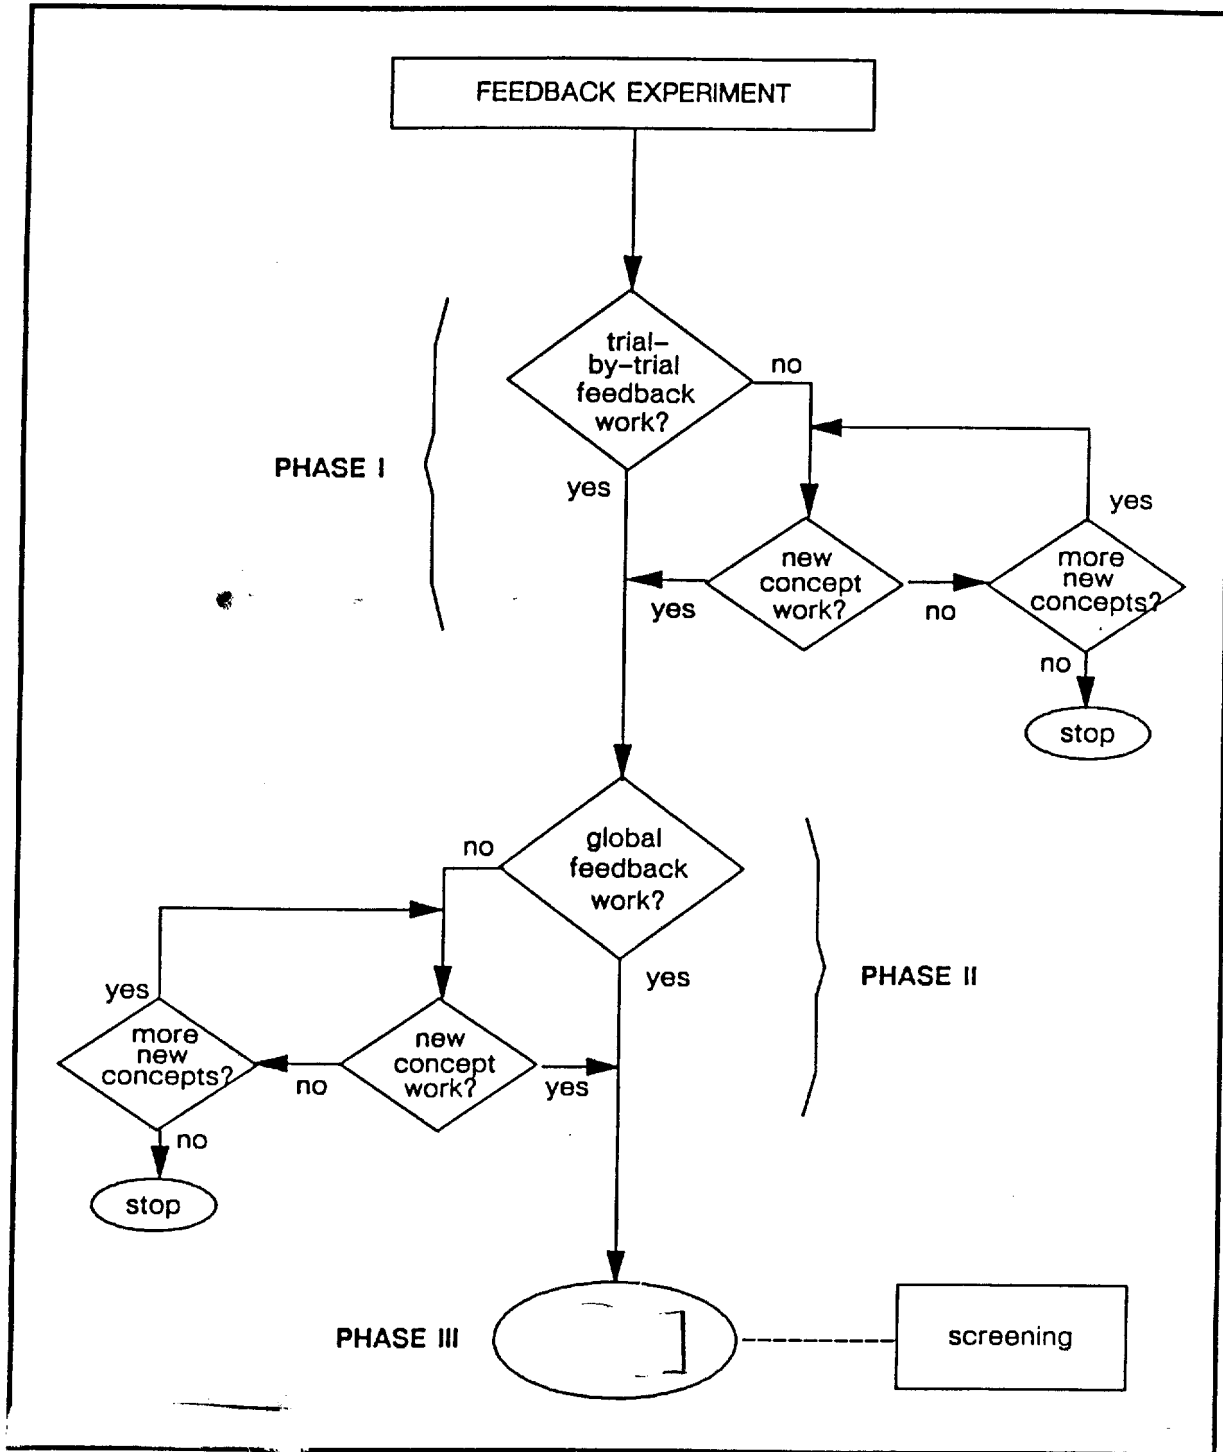 FEEDBACK EXPERIMENT
trial-
by-trial
feedback
work?
no
yes
PHASE I
new
concept
work?
yes
no
more
new
concepts?
yes
no
stop
global
feedback
work?
no
yes
PHASE II
new
concept
work?
yes
no
more
new
concepts?
yes
no
stop
PHASE III
screening